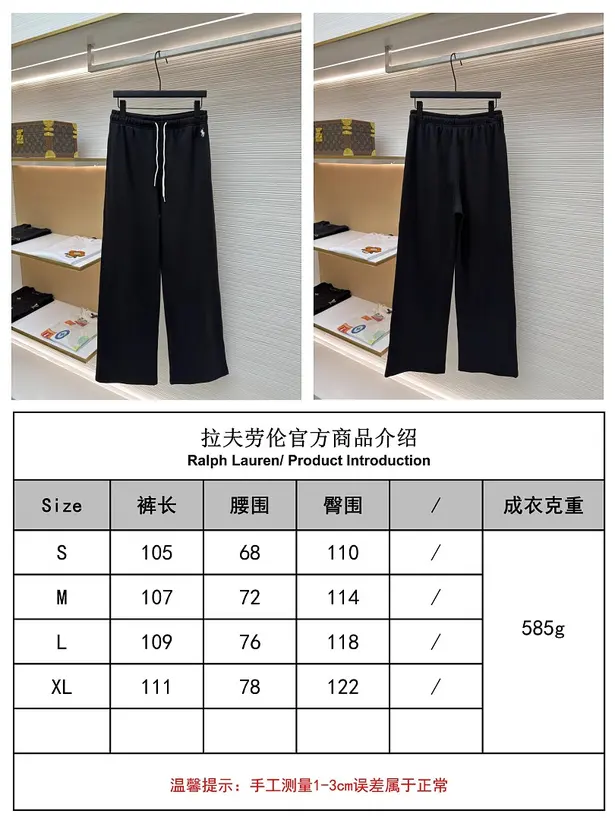 拉夫劳伦官方商品介绍
Ralph Lauren/ Product Introduction
Size 裤长 腰围 臀围 / 成衣克重
S 105 68 110 /
M 107 72 114 /
585g
L 109 76 118 /
XL 111 78 122 /
温馨提示：手工测量1-3cm误差属于正常